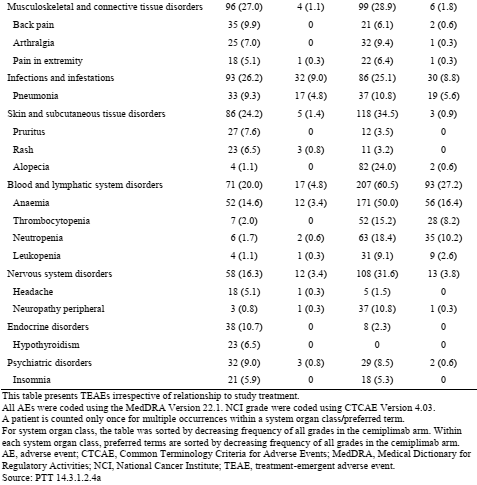 Musculoskeletal and connective tissue disorders 96 (27.0) 4 (1.1) 99 (28.9) 6 (1.8)
Back pain 35 (9.9) 0 21 (6.1) 2 (0.6)
Arthralgia 25 (7.0) 0 32 (9.4) 1 (0.3)
Pain in extremity 18 (5.1) 1 (0.3) 22 (6.4) 1 (0.3)
Infections and infestations 93 (26.2) 32 (9.0) 86 (25.1) 30 (8.8)
Pneumonia 33 (9.3) 17 (4.8) 37 (10.8) 19 (5.6)
Skin and subcutaneous tissue disorders 86 (24.2) 5 (1.4) 118 (34.5) 3 (0.9)
Pruritus 27 (7.6) 0 12 (3.5) 0
Rash 23 (6.5) 3 (0.8) 11 (3.2) 0
Alopecia 4 (1.1) 0 82 (24.0) 2 (0.6)
Blood and lymphatic system disorders 71 (20.0) 17 (4.8) 207 (60.5) 93 (27.2)
Anaemia 52 (14.6) 12 (3.4) 171 (50.0) 56 (16.4)
Thrombocytopenia 7 (2.0) 0 52 (15.2) 28 (8.2)
Neutropenia 6 (1.7) 2 (0.6) 63 (18.4) 35 (10.2)
Leukopenia 4 (1.1) 1 (0.3) 31 (9.1) 9 (2.6)
Nervous system disorders 58 (16.3) 12 (3.4) 108 (31.6) 13 (3.8)
Headache 18 (5.1) 1 (0.3) 5 (1.5) 0
Neuropathy peripheral 3 (0.8) 1 (0.3) 37 (10.8) 1 (0.3)
Endocrine disorders 38 (10.7) 0 8 (2.3) 0
Hypothyroidism 23 (6.5) 0 0 0
Psychiatric disorders 32 (9.0) 3 (0.8) 29 (8.5) 2 (0.6)
Insomnia 21 (5.9) 0 18 (5.3) 0
This table presents TEAEs irrespective of relationship to study treatment.
All AEs were coded using the MedDRA Version 22.1. NCI grade were coded using CTCAE Version 4.03.
A patient is counted only once for multiple occurrences within a system organ class/preferred term.
For system organ class, the table was sorted by decreasing frequency of all grades in the cemiplimab arm. Within
each system organ class, preferred terms are sorted by decreasing frequency of all grades in the cemiplimab arm.
AE, adverse event; CTCAE, Common Terminology Criteria for Adverse Events; MedDRA, Medical Dictionary for
Regulatory Activities; NCI, National Cancer Institute; TEAE, treatment-emergent adverse event.
Source: PTT 14.3.1.2.4a